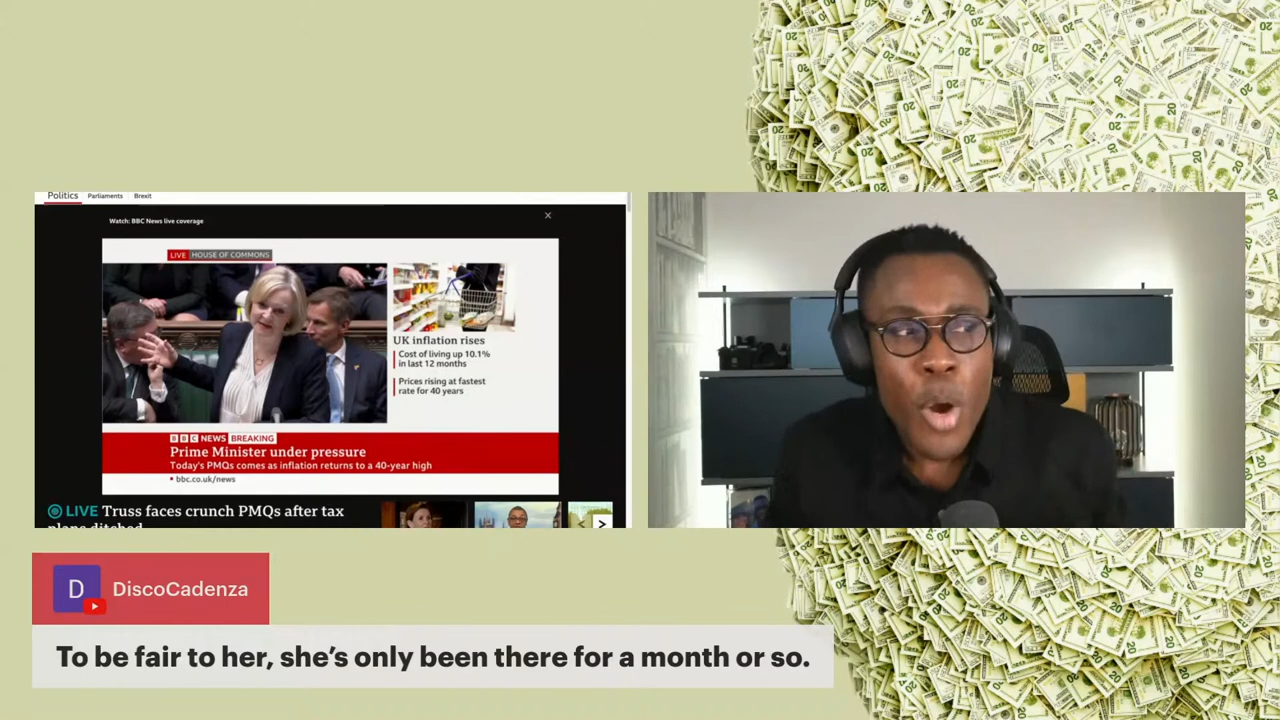 Politics Parliaments Brexit
Watch: BBC News live coverage
×
LIVE HOUSE OF COMMONS
UK inflation rises
Cost of living up 10.1%
in last 12 months
Prices rising at fastest
rate for 40 years
BBC NEWS BREAKING
Prime Minister under pressure
Today's PMQs comes as inflation returns to a 40-year high
bbc.co.uk/news
LIVE Truss faces crunch PMQs after tax
plans ditched
D DiscoCadenza
To be fair to her, she's only been there for a month or so.